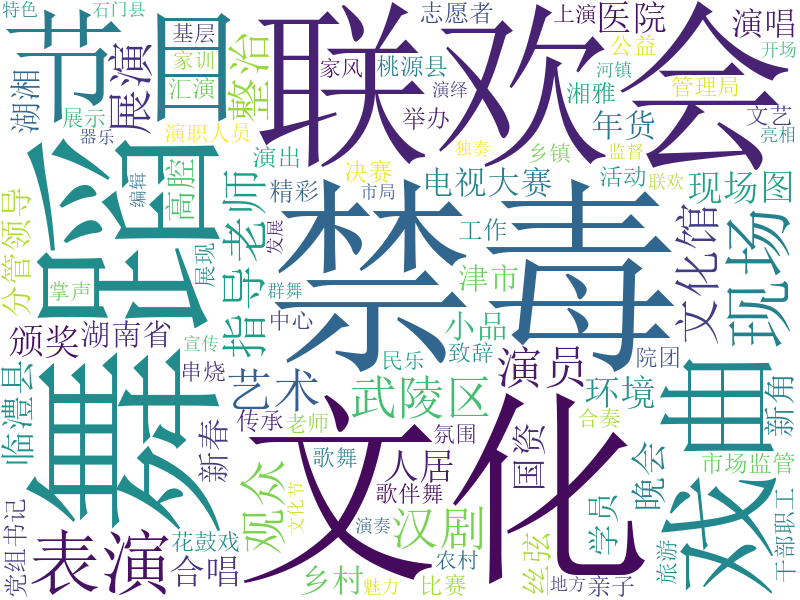 特色
石门县
节目
联欢会
志愿者
上演
医院
演唱
基层
家训
汇演
展演
整治
家风
桃源县
公益
开场
河镇
湖湘
展示
器乐
演职人员
演绎
举办
湘雅
管理局
年货
文艺
亮相
舞蹈
禁毒
演出
决赛
独奏
乡镇
监督
高腔
编辑
精彩
市局
电视大赛
活动
联欢
现场图
分管领导
指导老师
展现
发展
工作
文化馆
现场
掌声
群舞
津市
颁奖
湖南省
宣传
中心
小品
串烧
民乐
致辞
演员
院团
戏曲
临澧县
艺术
武陵区
环境
新角
新春
传承
老师
氛围
合奏
文化
观众
歌舞
人居
国资
晚会
市场监管
歌伴舞
汉剧
学员
党组书记
表演
花鼓戏
合唱
文化节
演奏
农村
丝弦
旅游
干部职工
乡村
魅力
比赛
地方
亲子